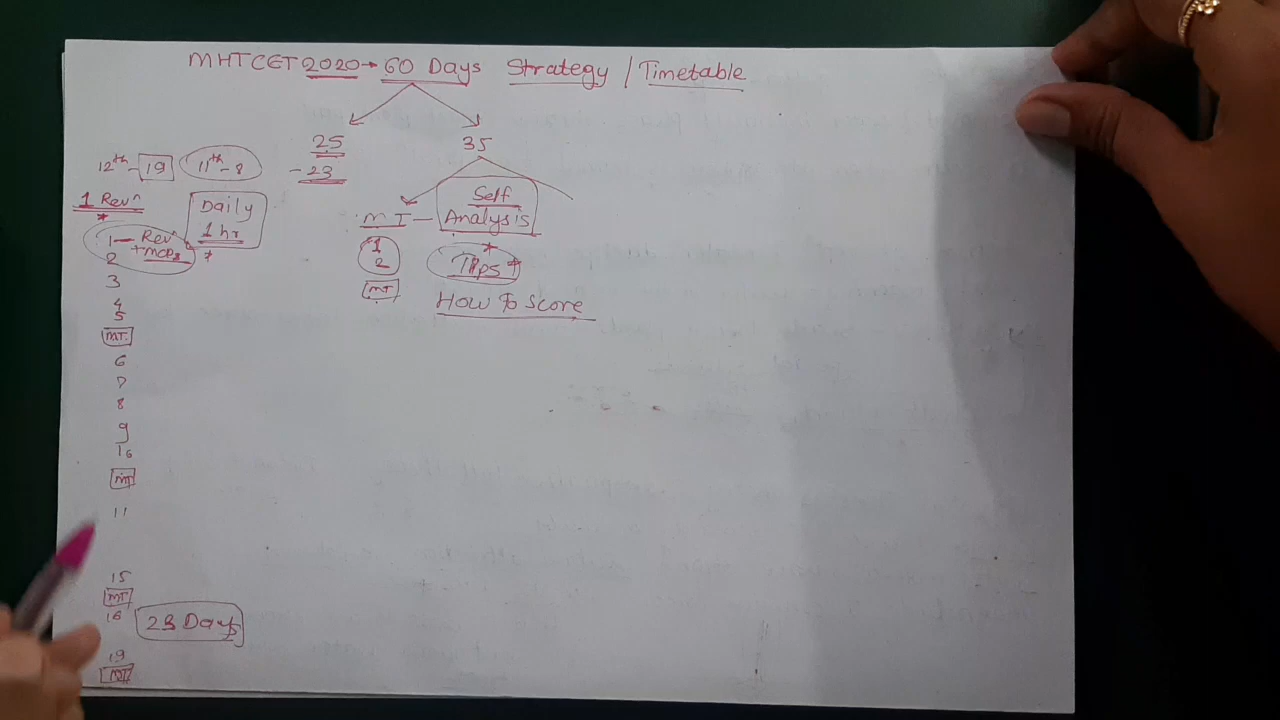 MHTCET 2020→ 60 Days Strategy / Timetable
25 35
12th - 19 11th - 8 - 23
1 Revn Daily 1 hr
MT — Self Analysis
1 — Revn + MCQs
2
3
4
5
MT
6
7
8
9
10
MT
11
15
MT
16
23 Days
19
MT
1
2
MT
Tips
How To Score